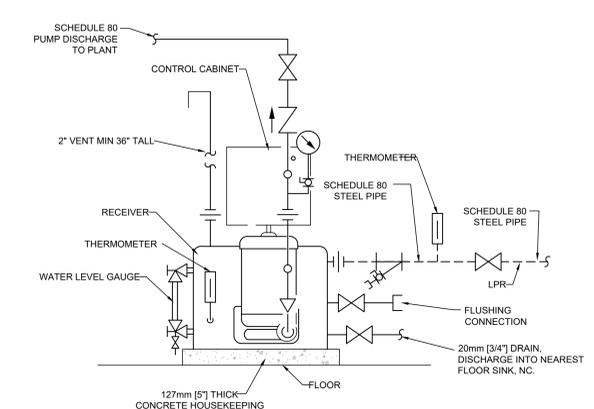 SCHEDULE 80
PUMP DISCHARGE
TO PLANT
CONTROL CABINET
2" VENT MIN 36" TALL
THERMOMETER
SCHEDULE 80
STEEL PIPE
SCHEDULE 80
STEEL PIPE
RECEIVER
THERMOMETER
WATER LEVEL GAUGE
LPR
FLUSHING
CONNECTION
20mm [3/4"] DRAIN,
DISCHARGE INTO NEAREST
FLOOR SINK, NC.
FLOOR
127mm [5"] THICK
CONCRETE HOUSEKEEPING